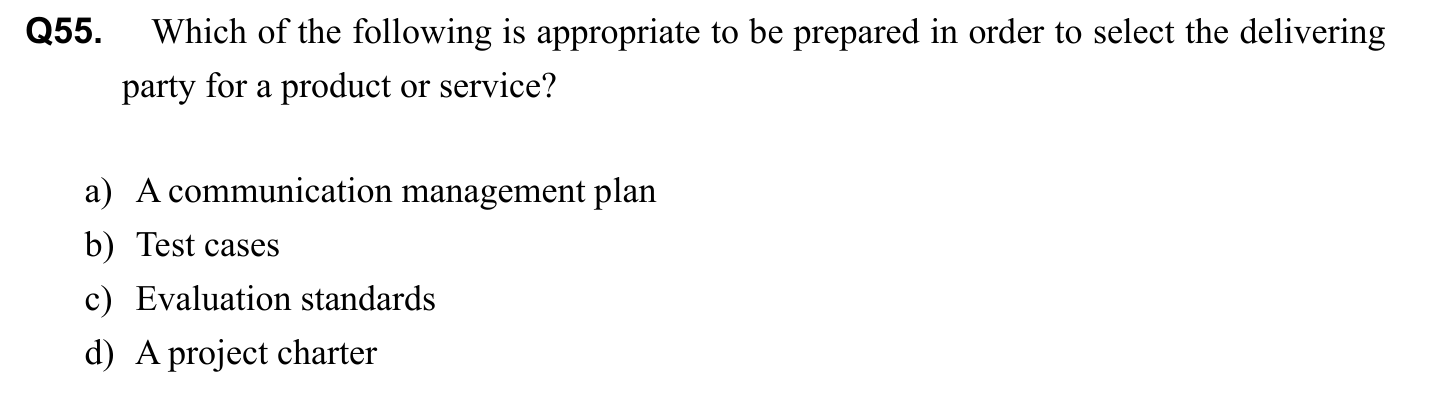 Q55. Which of the following is appropriate to be prepared in order to select the delivering
party for a product or service?
a) A communication management plan
b) Test cases
c) Evaluation standards
d) A project charter